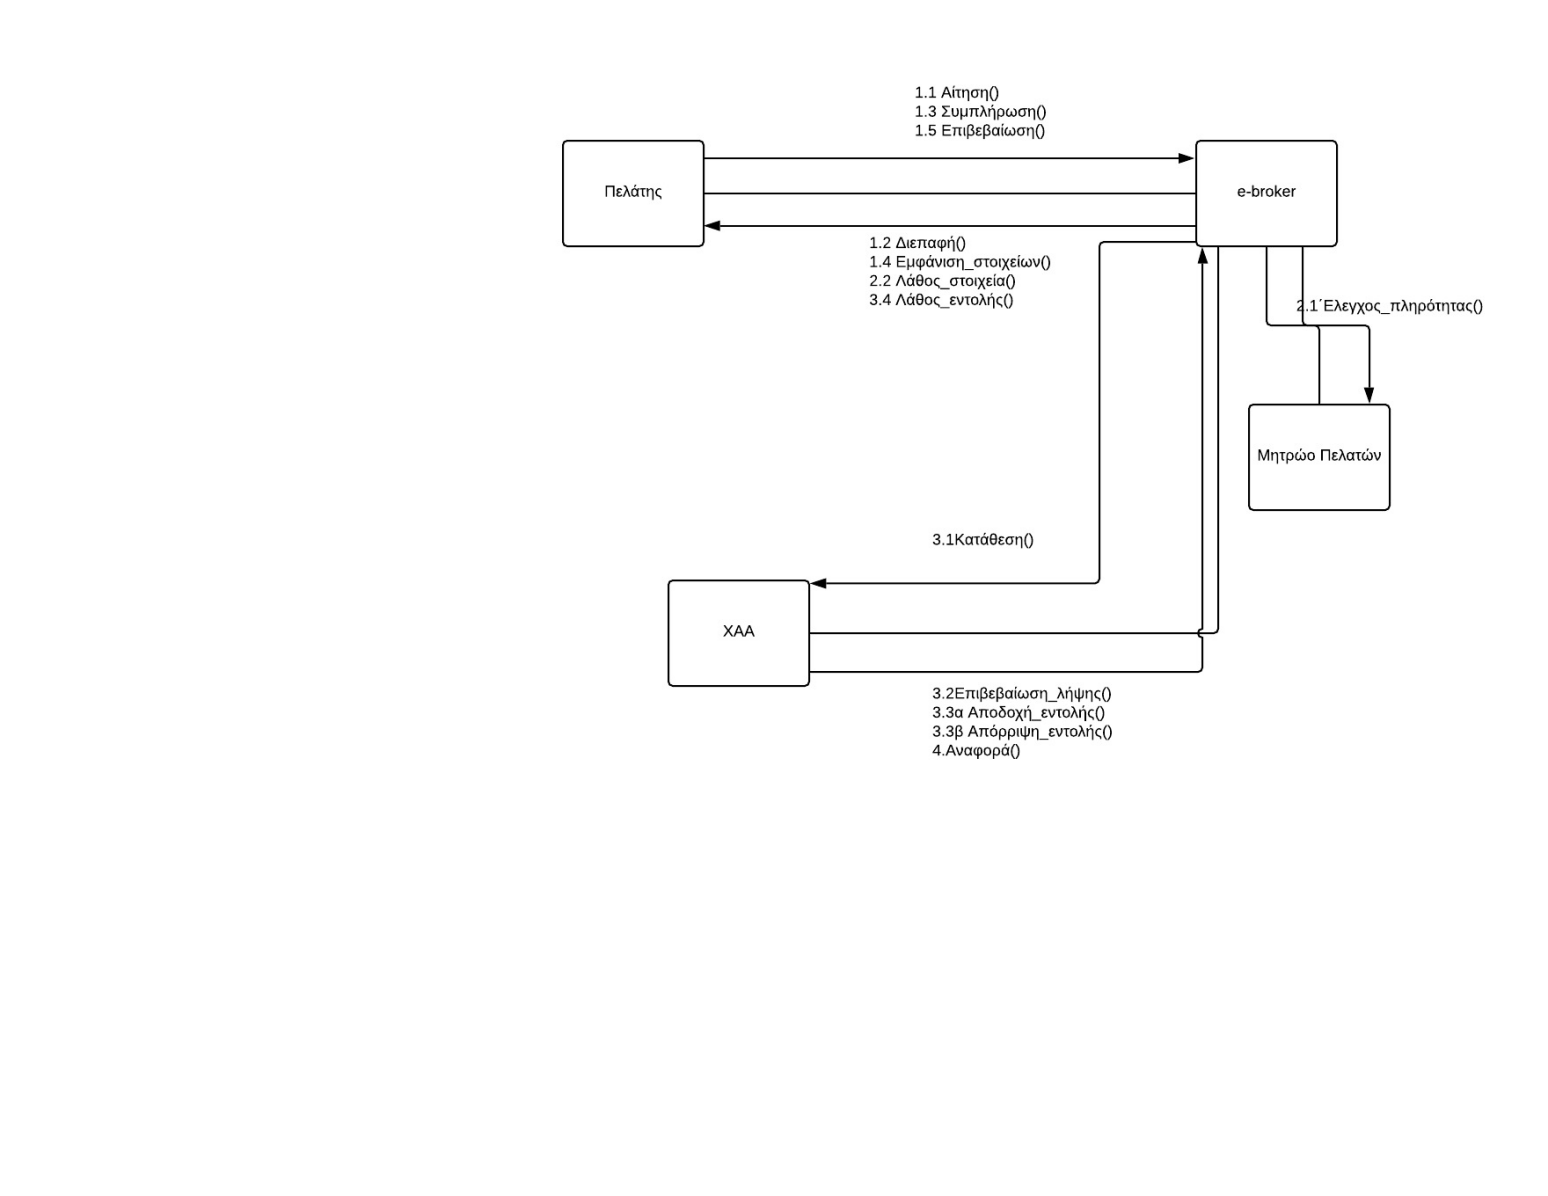 1.1 Αίτηση()
1.3 Συμπλήρωση()
1.5 Επιβεβαίωση()
Πελάτης
e-broker
1.2 Διεπαφή()
1.4 Εμφάνιση_στοιχείων()
2.2 Λάθος_στοιχεία()
3.4 Λάθος_εντολής()
2.1΄Ελεγχος_πληρότητας()
Μητρώο Πελατών
3.1Κατάθεση()
ΧΑΑ
3.2Επιβεβαίωση_λήψης()
3.3α Αποδοχή_εντολής()
3.3β Απόρριψη_εντολής()
4.Αναφορά()